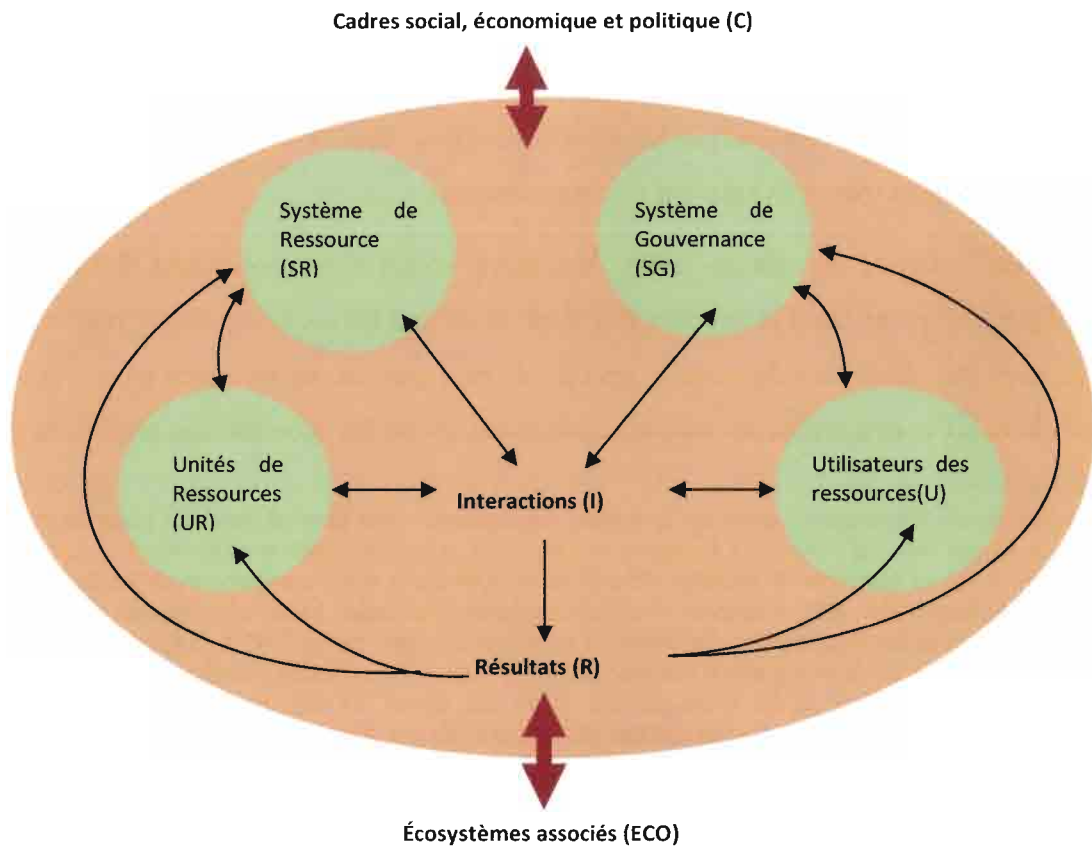 Cadres social, économique et politique (C)
Système de
Ressource
(SR)
Système de
Gouvernance
(SG)
Unités de
Ressources
(UR)
Interactions (I)
Utilisateurs des
ressources(U)
Résultats (R)
Écosystèmes associés (ECO)